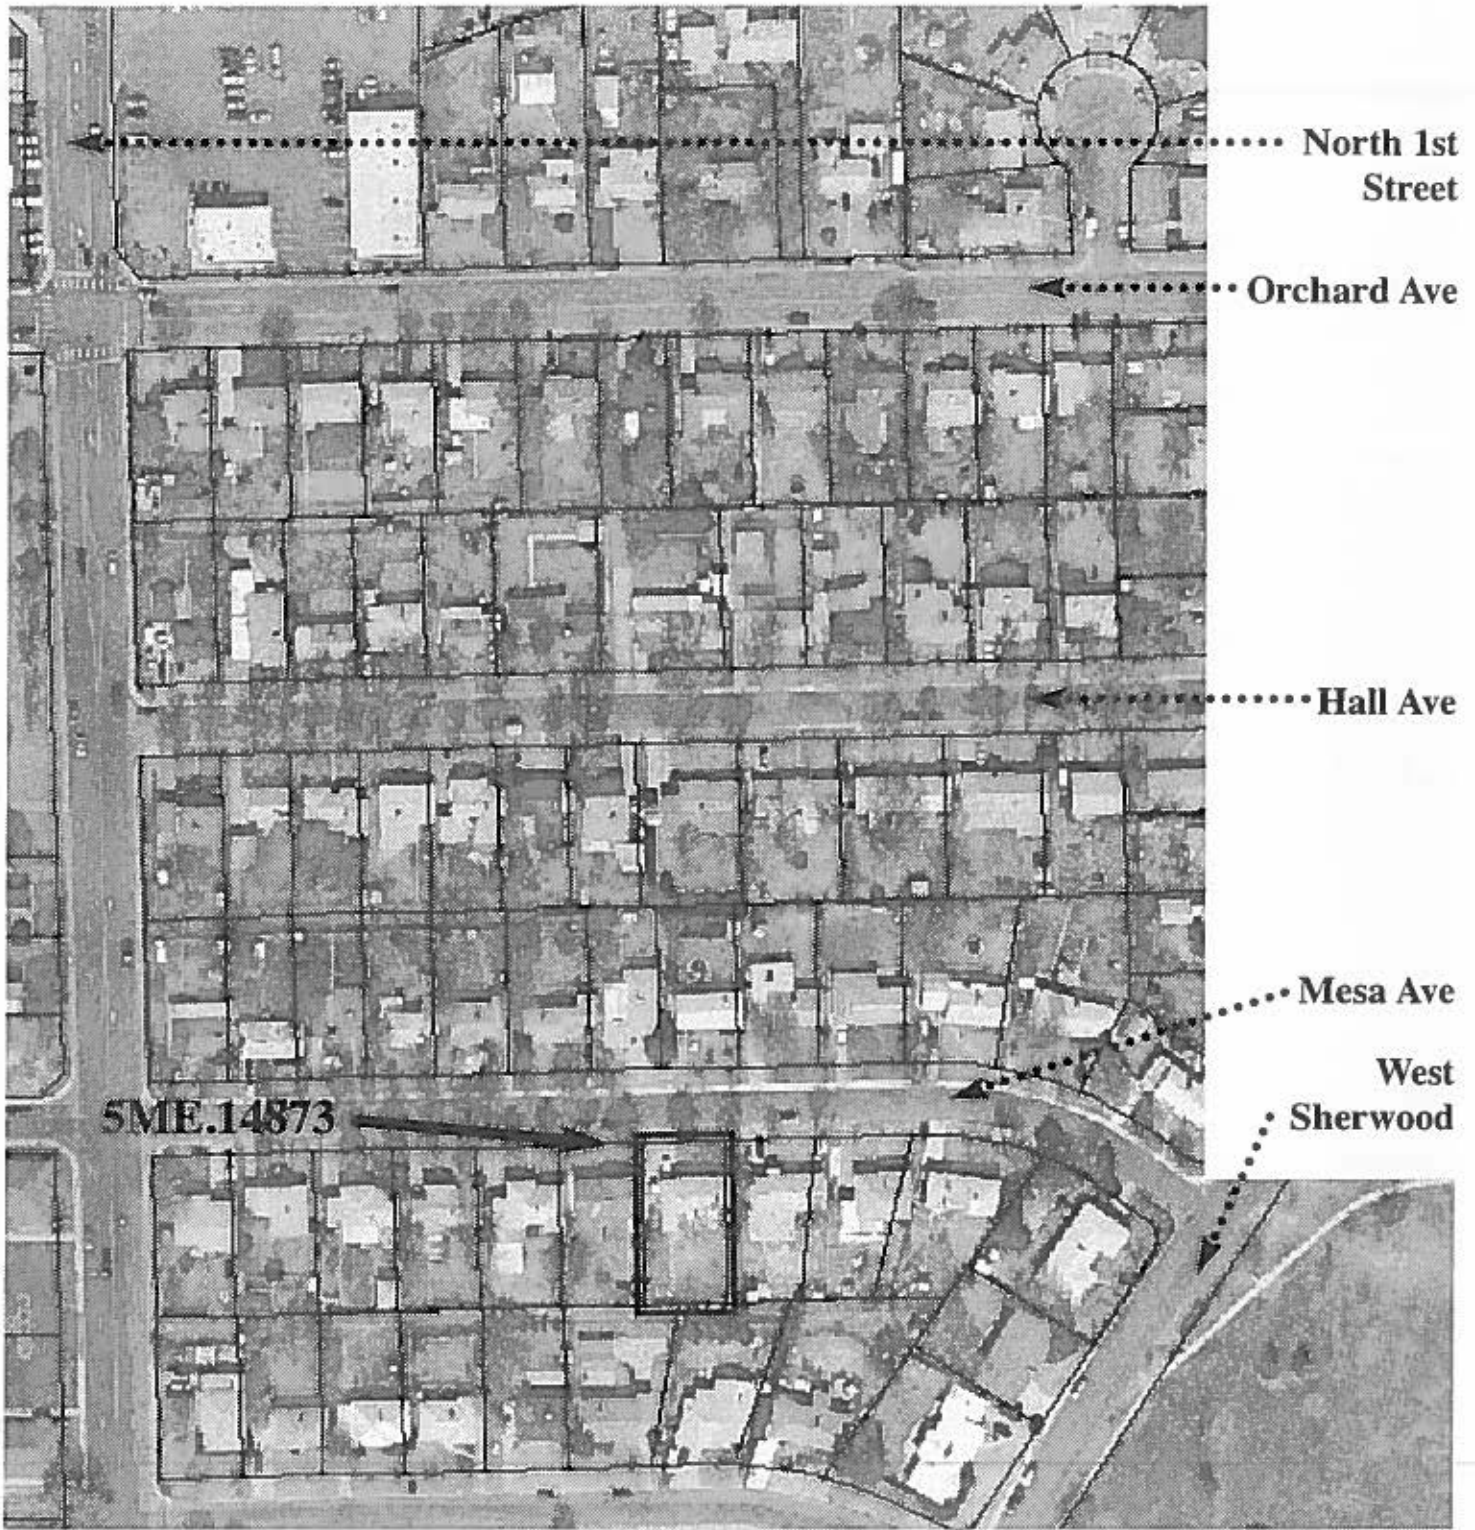 North 1st
Street
Orchard Ave
Hall Ave
Mesa Ave
West
Sherwood
5ME.14873